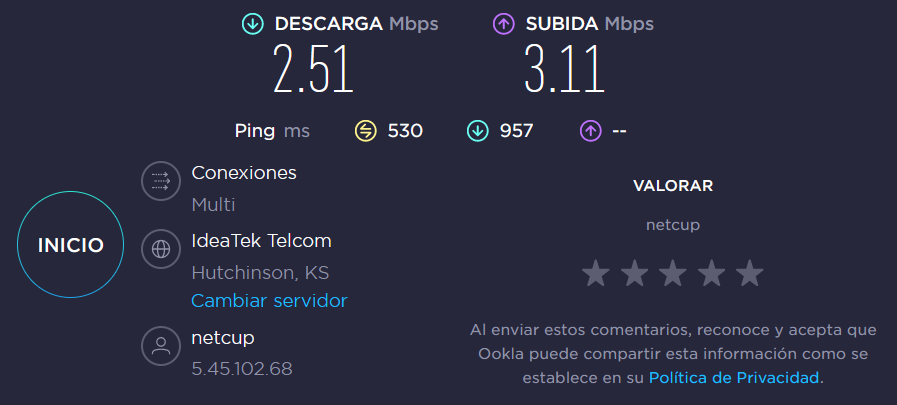 DESCARGA Mbps
2.51
SUBIDA Mbps
3.11
Ping ms 530 957 --
INICIO
Conexiones
Multi
IdeaTek Telcom
Hutchinson, KS
Cambiar servidor
netcup
5.45.102.68
VALORAR
netcup
Al enviar estos comentarios, reconoce y acepta que
Ookla puede compartir esta información como se
establece en su Política de Privacidad.